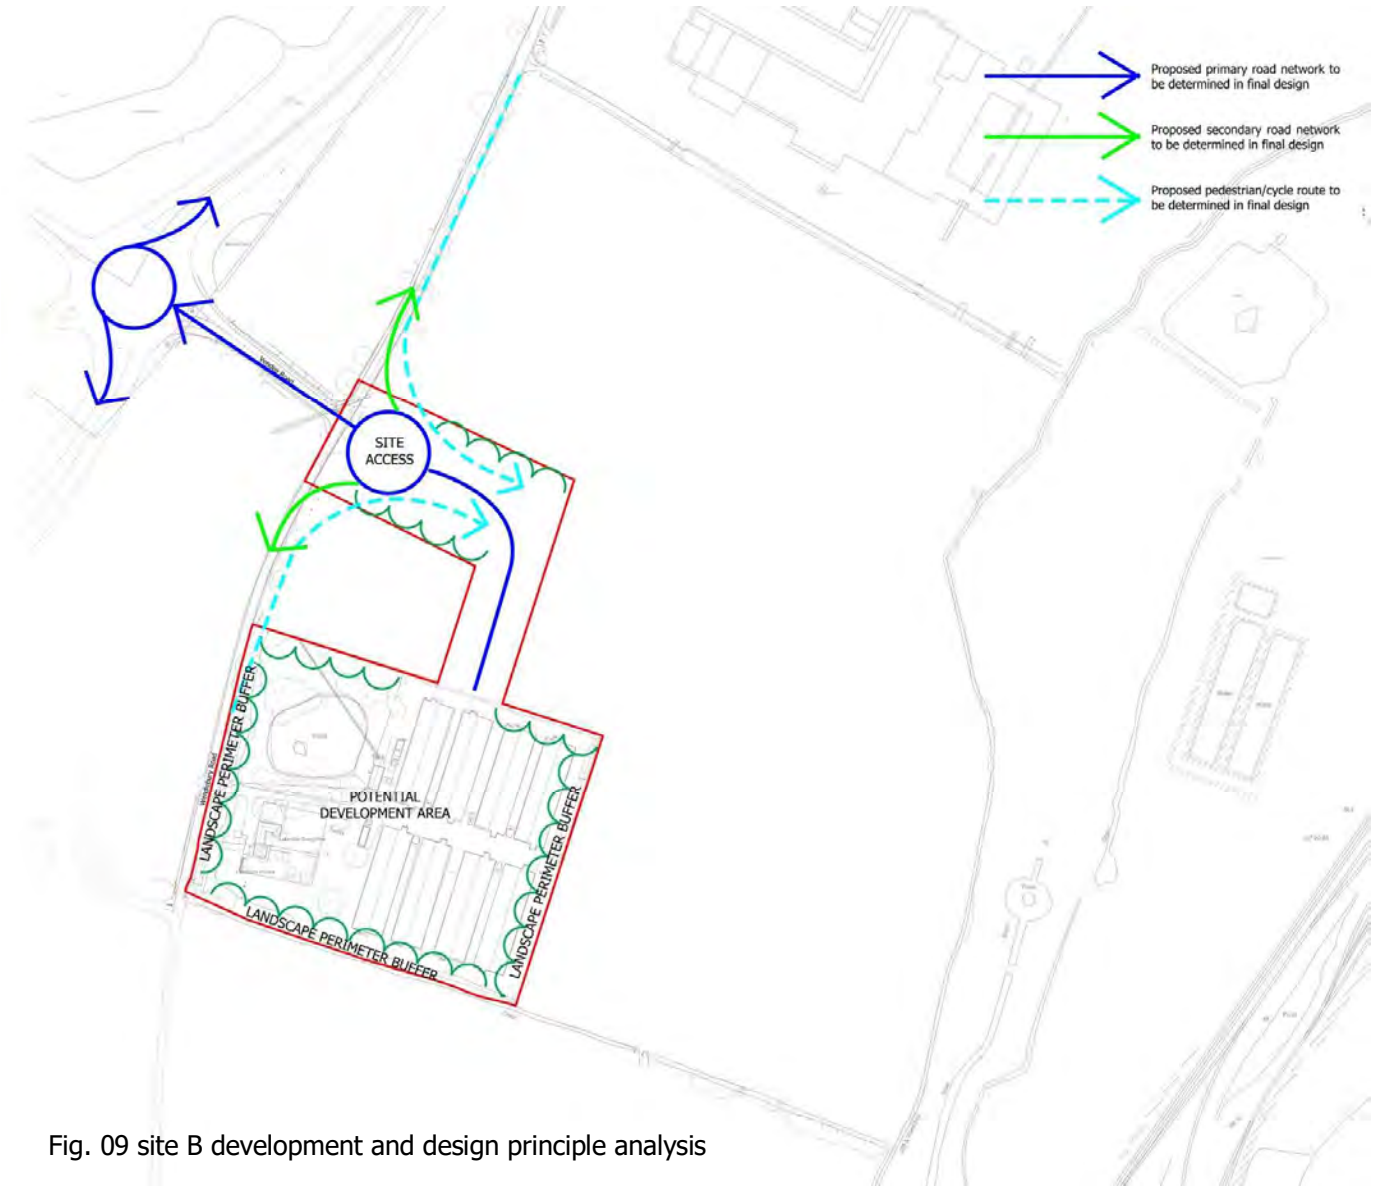 Proposed primary road network to
be determined in final design
Proposed secondary road network
to be determined in final design
Proposed pedestrian/cycle route to
be determined in final design
SITE
ACCESS
LANDSCAPE PERIMETER BUFFER
POTENTIAL
DEVELOPMENT AREA
LANDSCAPE PERIMETER BUFFER
LANDSCAPE PERIMETER BUFFER
Fig. 09 site B development and design principle analysis